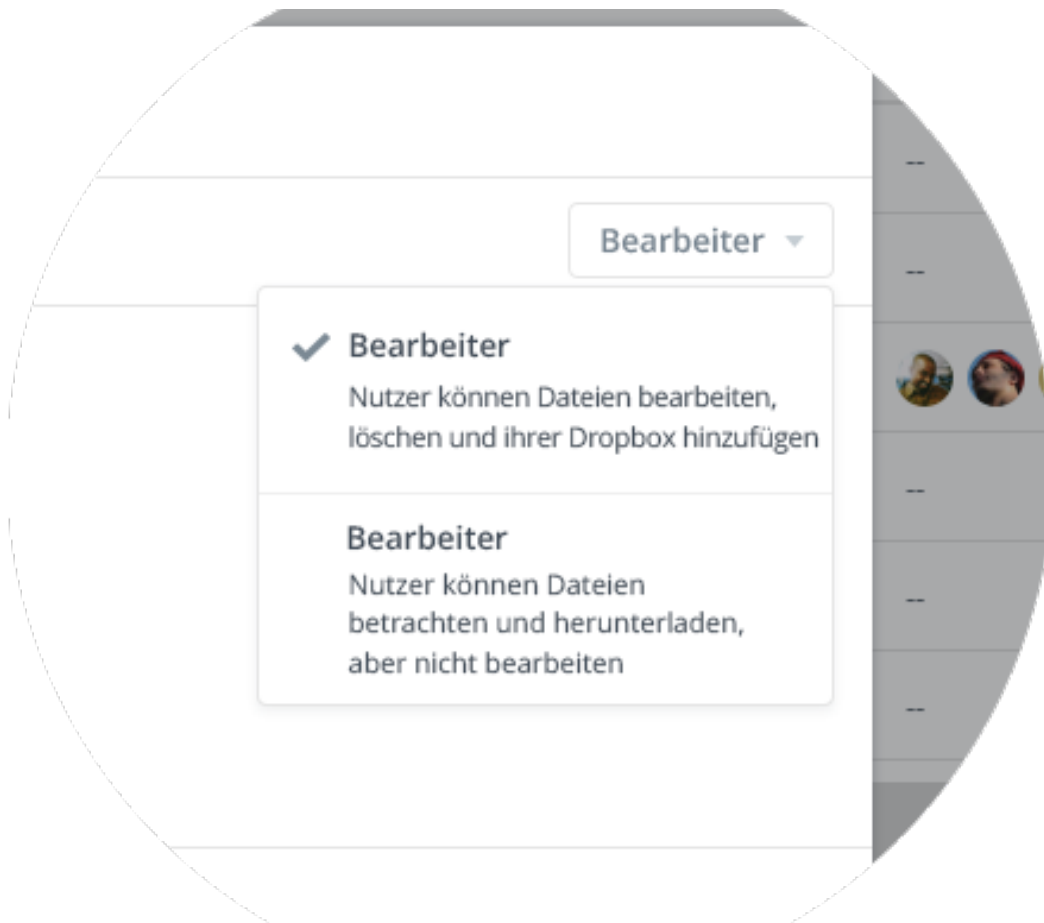 Bearbeiter
Bearbeiter
Nutzer können Dateien bearbeiten,
löschen und ihrer Dropbox hinzufügen
Bearbeiter
Nutzer können Dateien
betrachten und herunterladen,
aber nicht bearbeiten
--
--
--
--
--